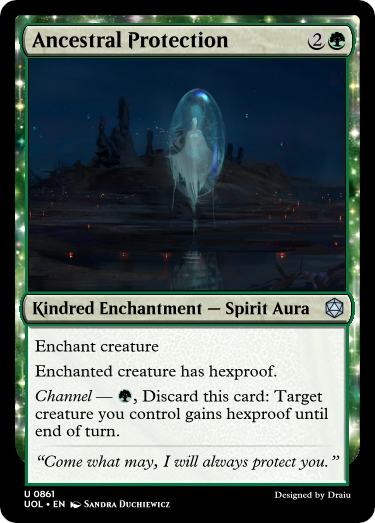 Ancestral Protection 2
Kindred Enchantment — Spirit Aura
Enchant creature
Enchanted creature has hexproof.
Channel — , Discard this card: Target
creature you control gains hexproof until
end of turn.
“Come what may, I will always protect you.”
U 0861
Designed by Draiu
UOL • EN Sandra Duchiewicz